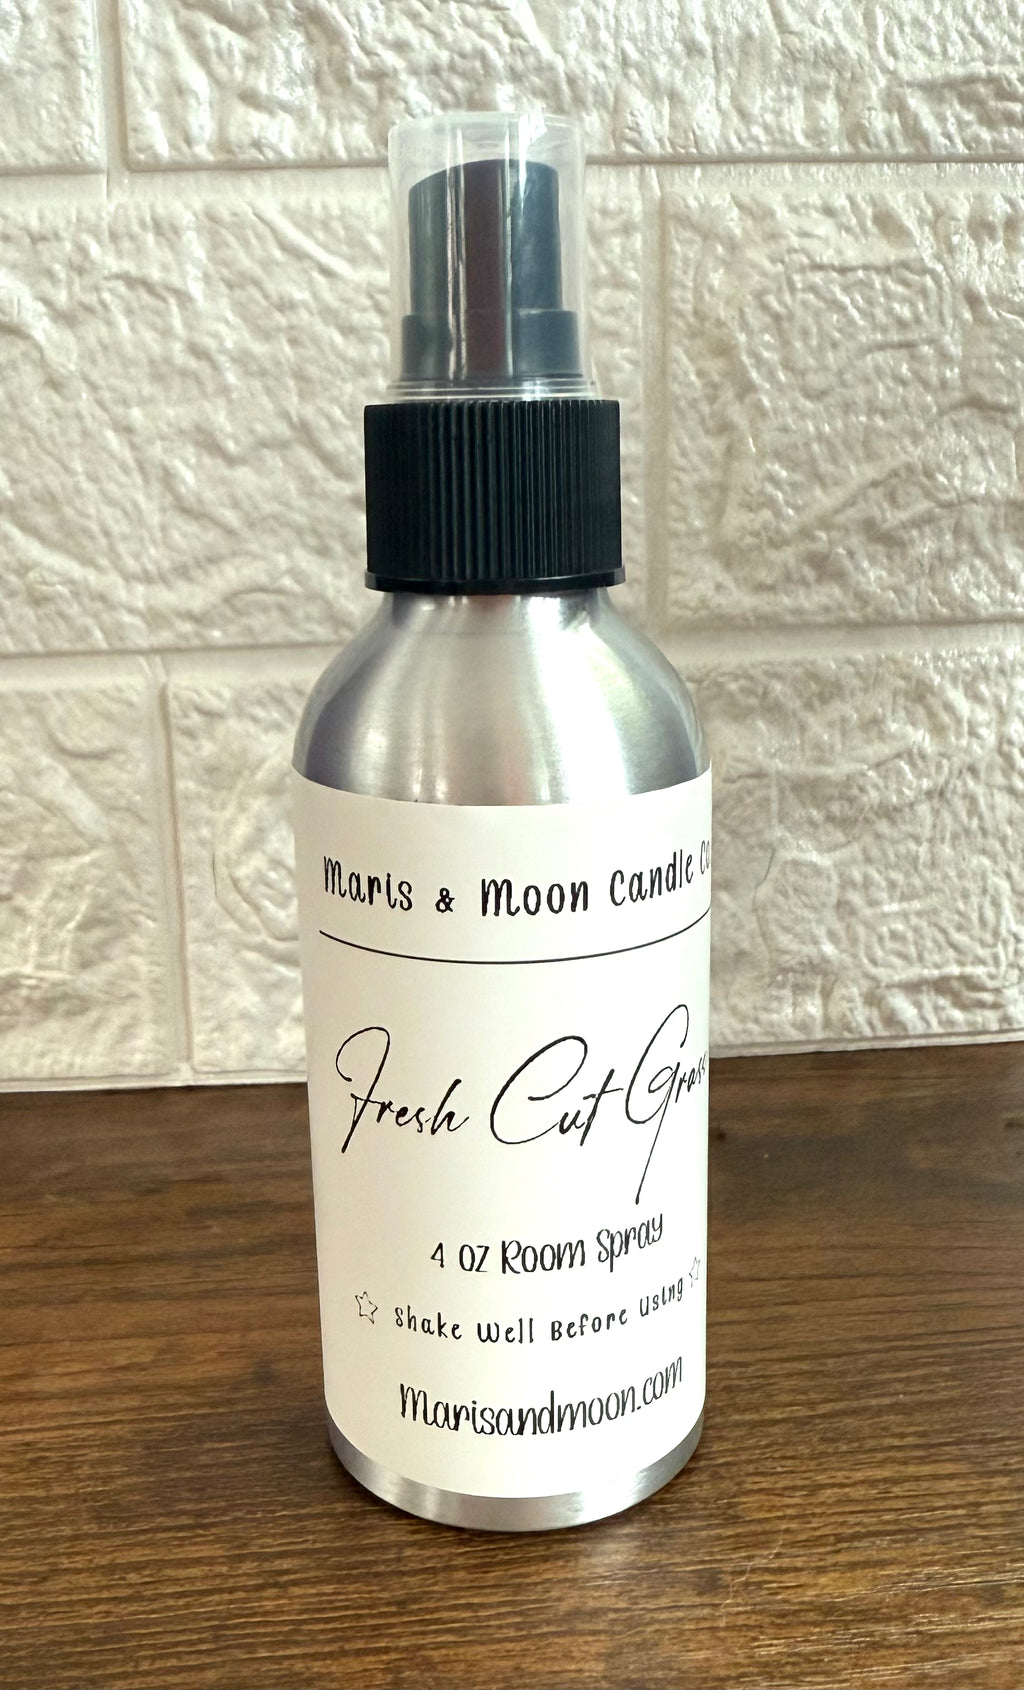 Maris & Moon Candle Co
Fresh Cut Grass
4 oz Room Spray
☆ Shake Well Before Using ☆
Marisandmoon.com